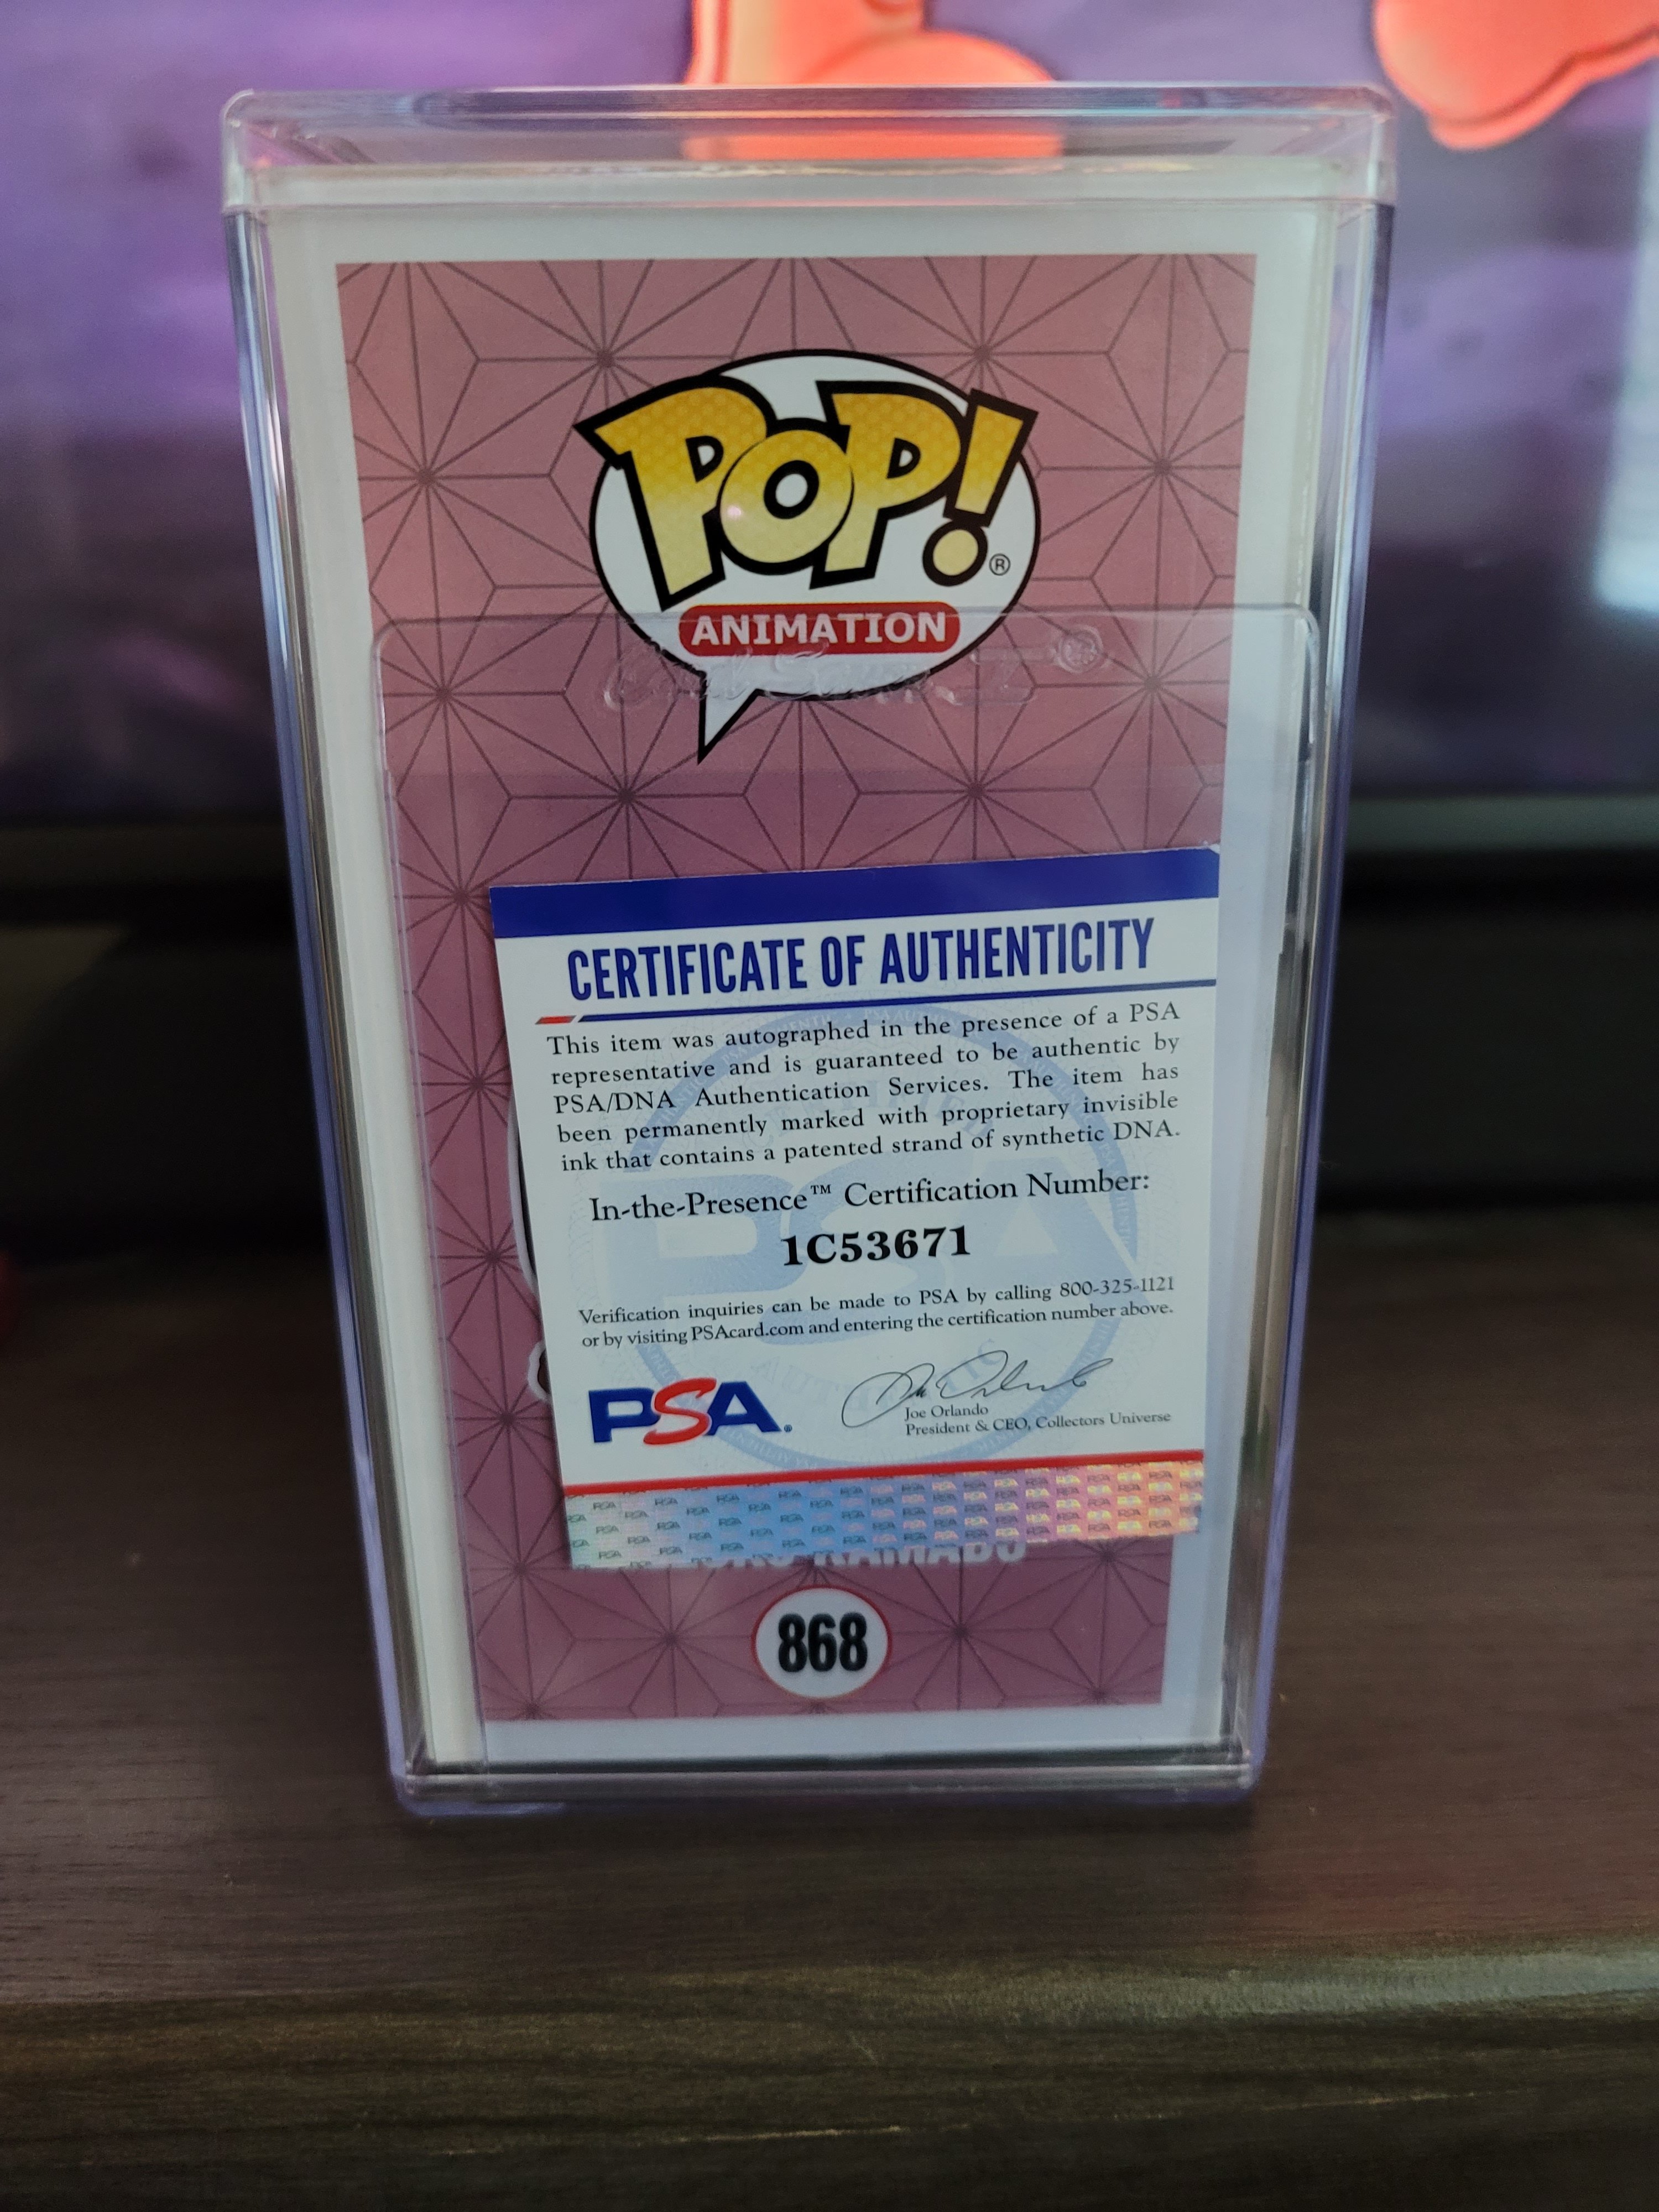 POP!
®
ANIMATION
CERTIFICATE OF AUTHENTICITY
This item was autographed in the presence of a PSA
representative and is guaranteed to be authentic by
PSA/DNA Authentication Services. The item has
been permanently marked with proprietary invisible
ink that contains a patented strand of synthetic DNA.
In-the-Presence™ Certification Number:
1C53671
Verification inquiries can be made to PSA by calling 800-325-1121
or by visiting PSAcard.com and entering the certification number above.
PSA.
Joe Orlando
President & CEO, Collectors Universe
KAMADO
868